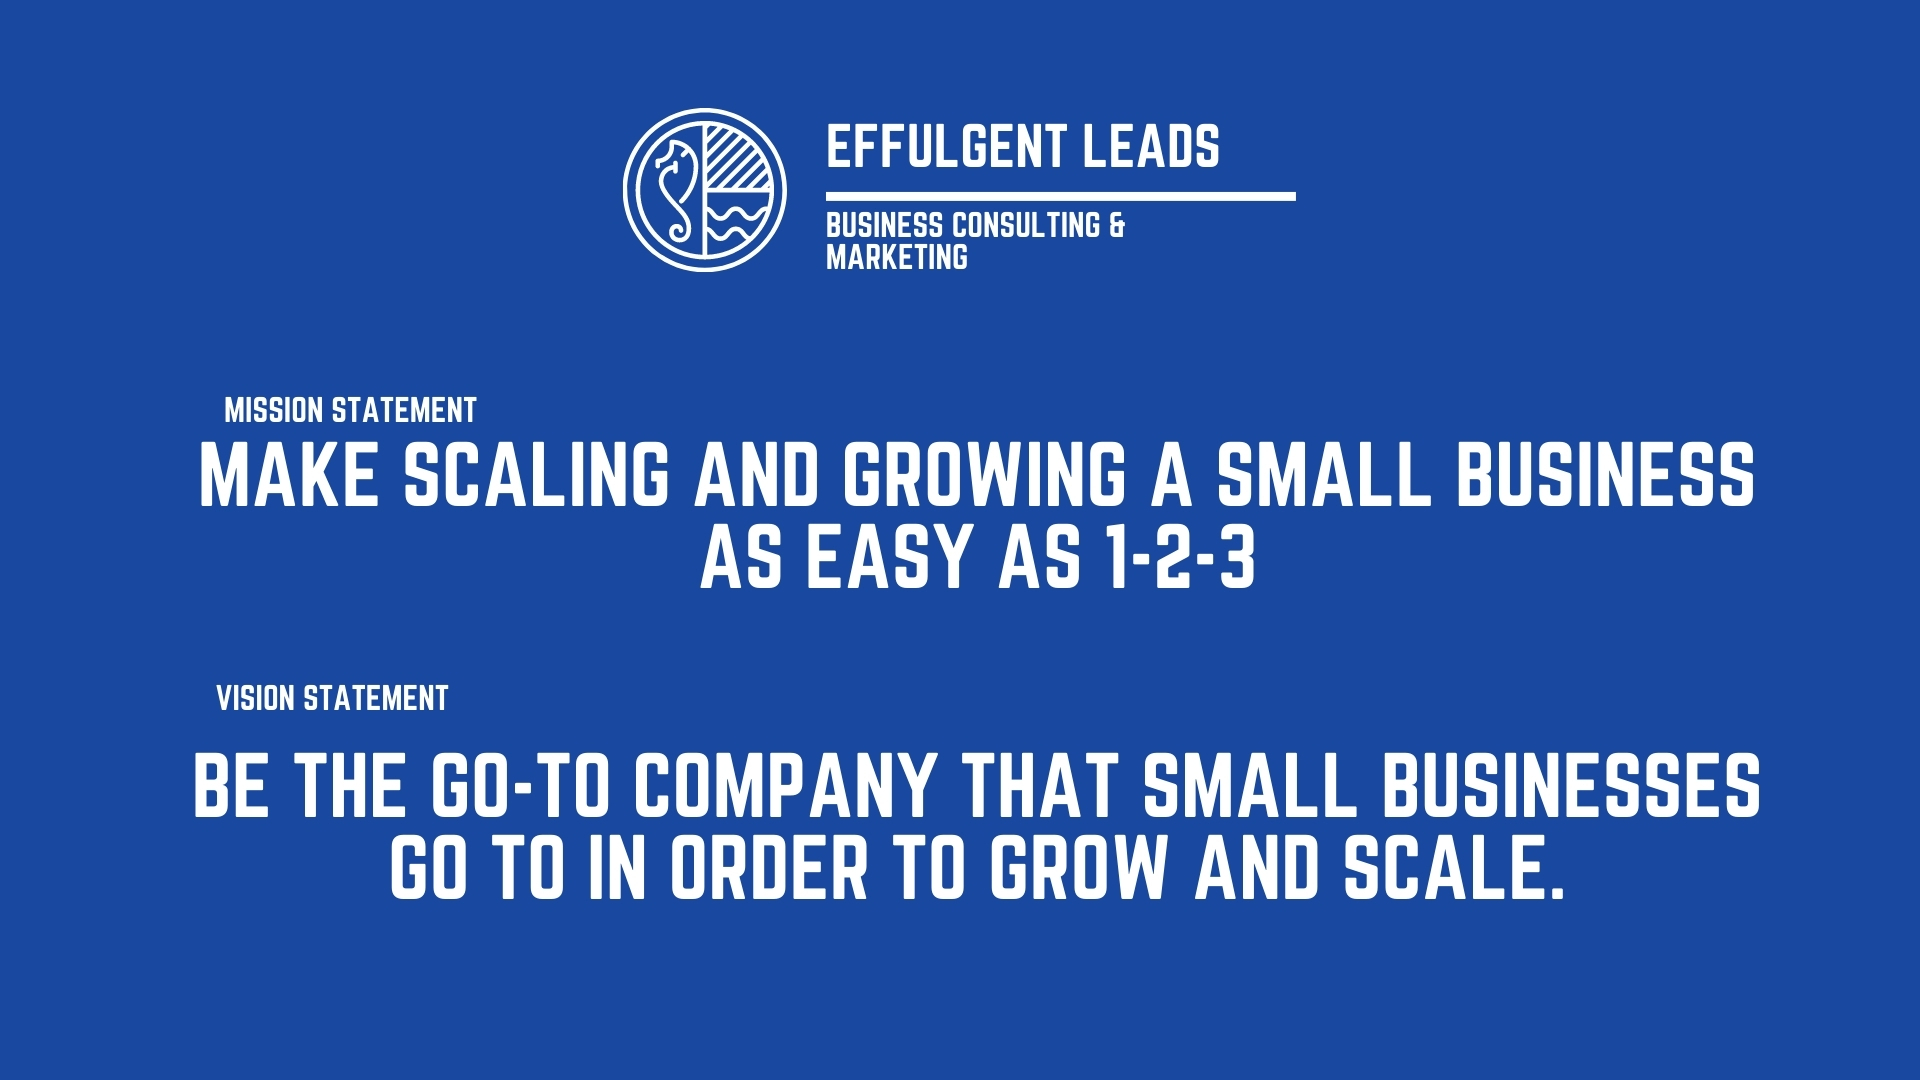 EFFULGENT LEADS
BUSINESS CONSULTING &
MARKETING
MISSION STATEMENT
MAKE SCALING AND GROWING A SMALL BUSINESS
AS EASY AS 1-2-3
VISION STATEMENT
BE THE GO-TO COMPANY THAT SMALL BUSINESSES
GO TO IN ORDER TO GROW AND SCALE.